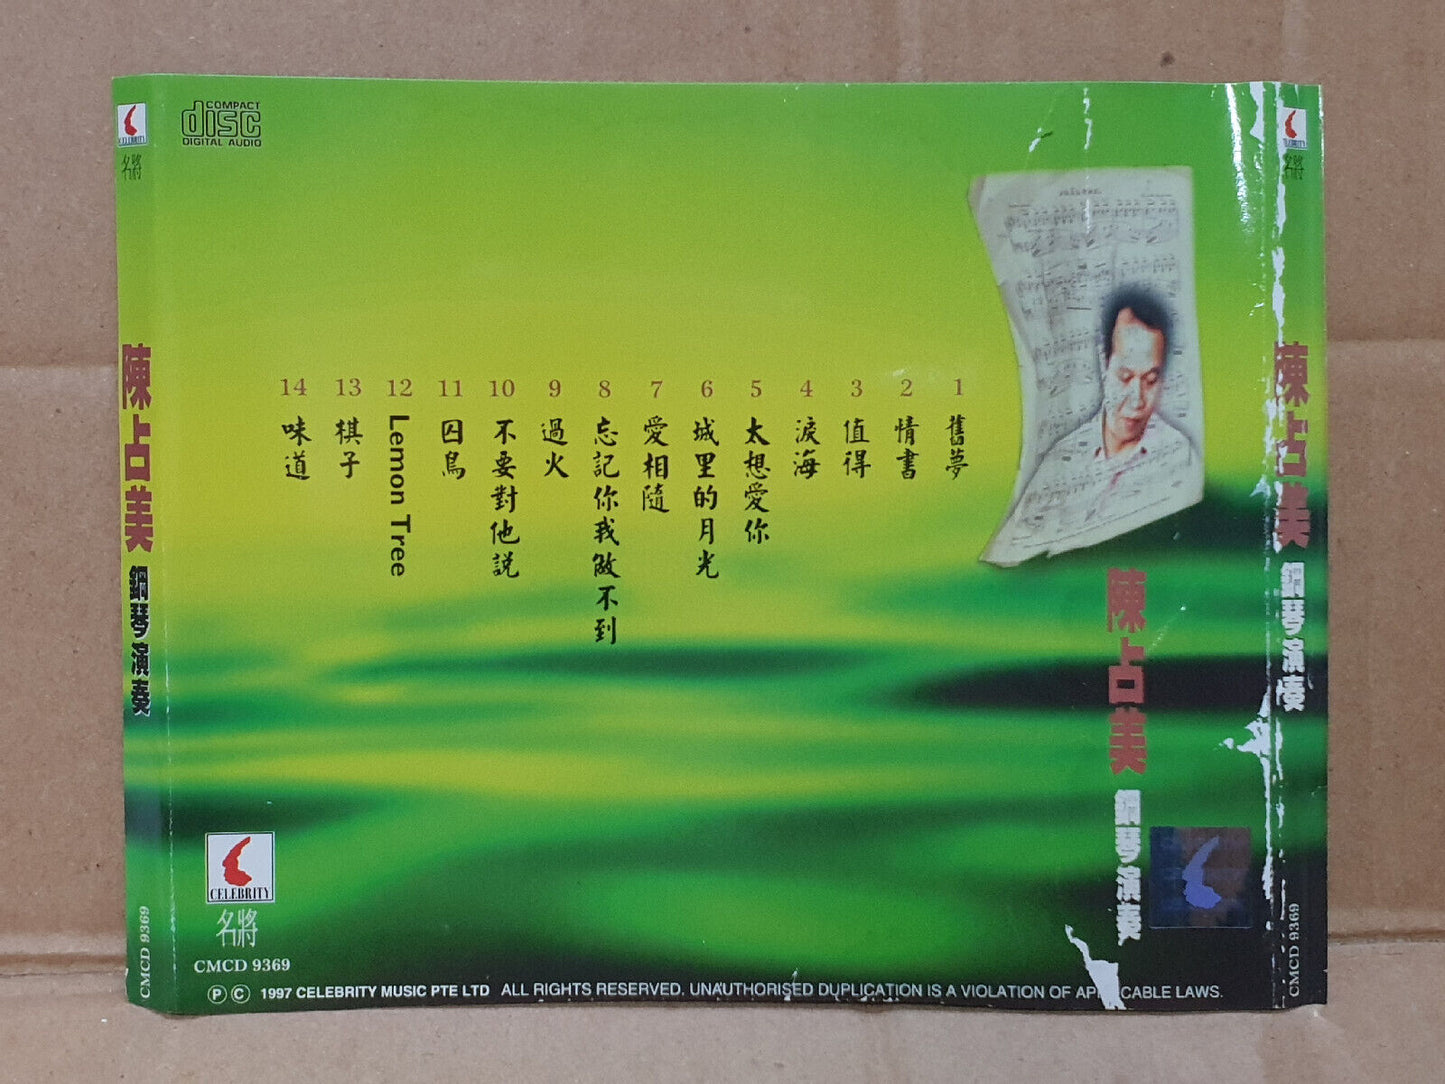 CELEBRITY
名將
陳占美
鋼琴演奏
CMCD 9369
COMPACT
disc
DIGITAL AUDIO
1 舊夢
2 情書
3 值得
4 淚海
5 太想愛你
6 城里的月光
7 愛相隨
8 忘記你我做不到
9 過火
10 不要對他説
11 囚鳥
12 Lemon Tree
13 棋子
14 味道
陳占美
鋼琴演奏
CELEBRITY
名將
CMCD 9369
Ⓟ Ⓒ 1997 CELEBRITY MUSIC PTE LTD ALL RIGHTS RESERVED. UNAUTHORISED DUPLICATION IS A VIOLATION OF APPLICABLE LAWS.
CELEBRITY
名將
陳占美
鋼琴演奏
CMCD 9369